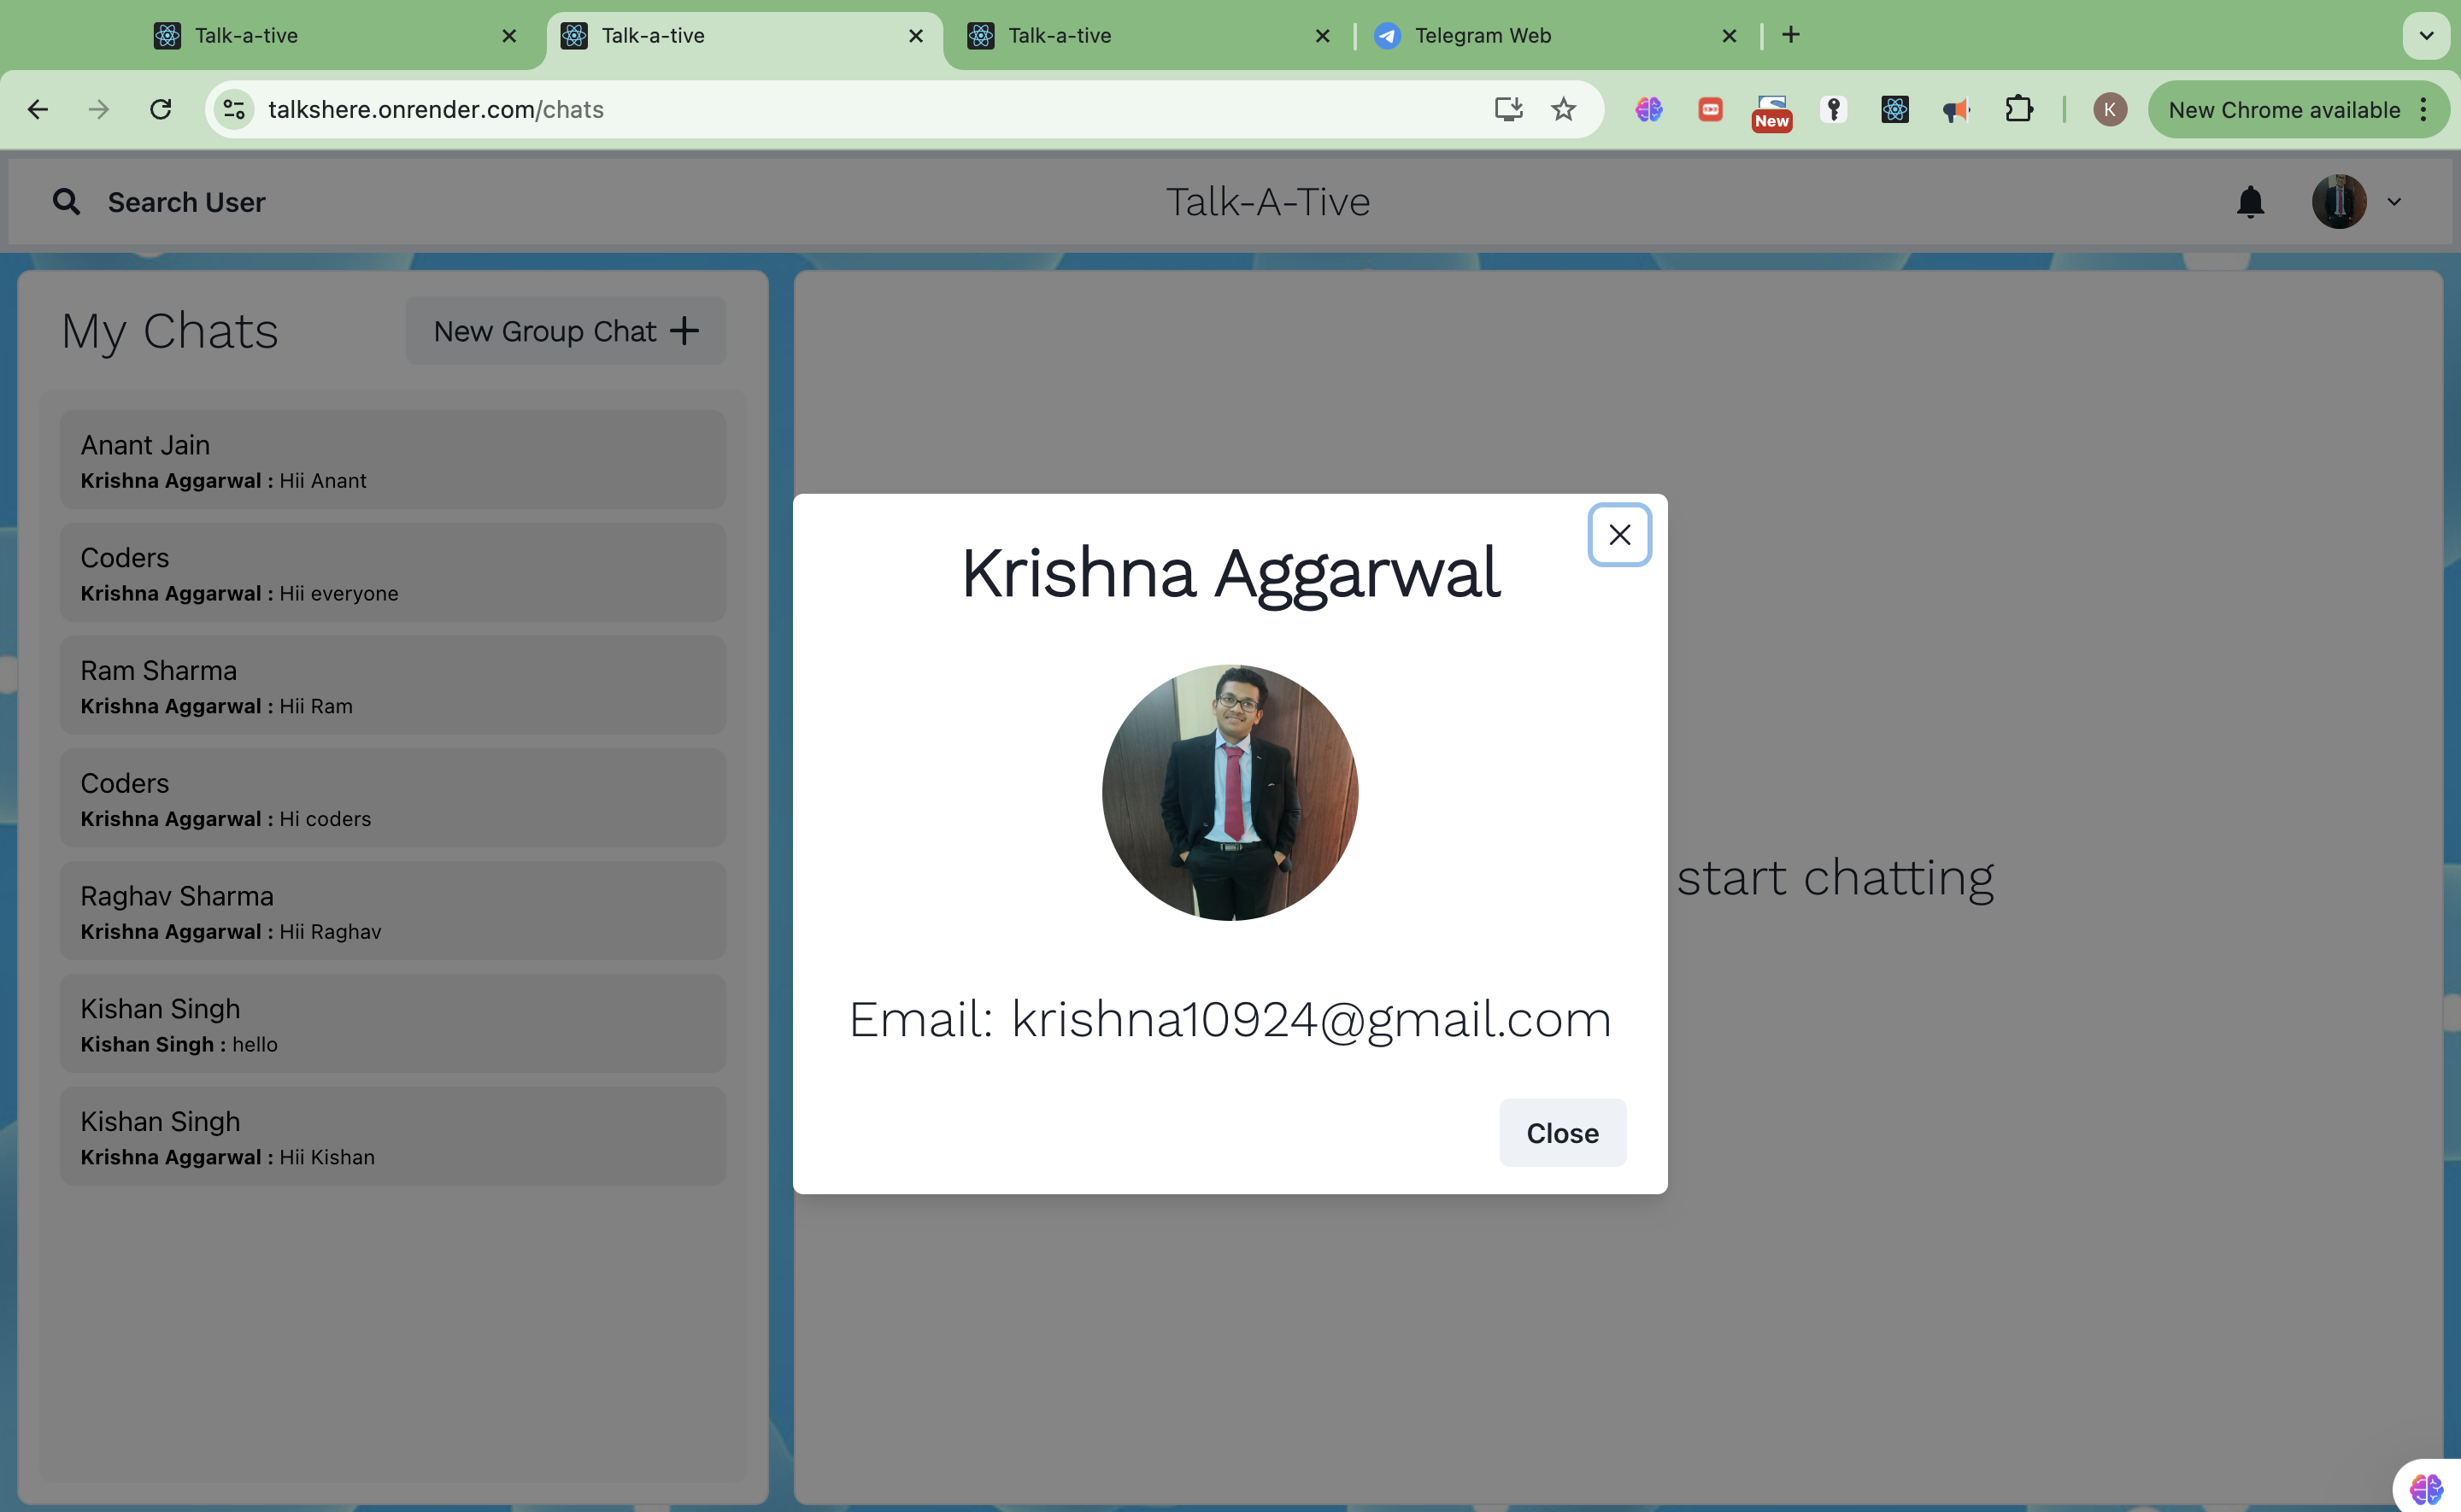 Talk-a-tive
Talk-a-tive
Talk-a-tive
Telegram Web
talkshere.onrender.com/chats
New
K
New Chrome available
Search User
Talk-A-Tive
My Chats
New Group Chat
Anant Jain
Krishna Aggarwal : Hii Anant
Coders
Krishna Aggarwal : Hii everyone
Ram Sharma
Krishna Aggarwal : Hii Ram
Coders
Krishna Aggarwal : Hi coders
Raghav Sharma
Krishna Aggarwal : Hii Raghav
Kishan Singh
Kishan Singh : hello
Kishan Singh
Krishna Aggarwal : Hii Kishan
start chatting
Krishna Aggarwal
Email: krishna10924@gmail.com
Close